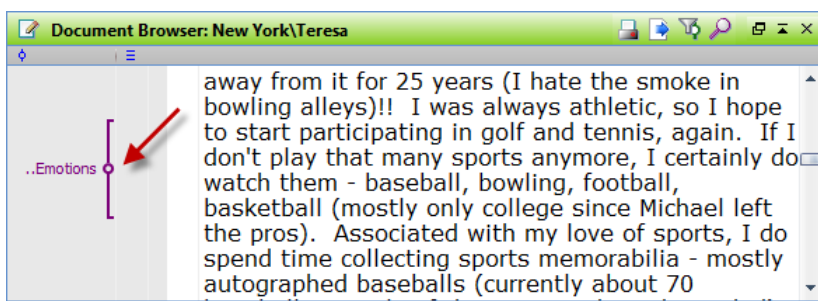 Document Browser: New York\Teresa
away from it for 25 years (I hate the smoke in
bowling alleys)!!  I was always athletic, so I hope
to start participating in golf and tennis, again.  If I
..Emotions
don't play that many sports anymore, I certainly do
watch them - baseball, bowling, football,
basketball (mostly only college since Michael left
the pros).  Associated with my love of sports, I do
spend time collecting sports memorabilia - mostly
autographed baseballs (currently about 70